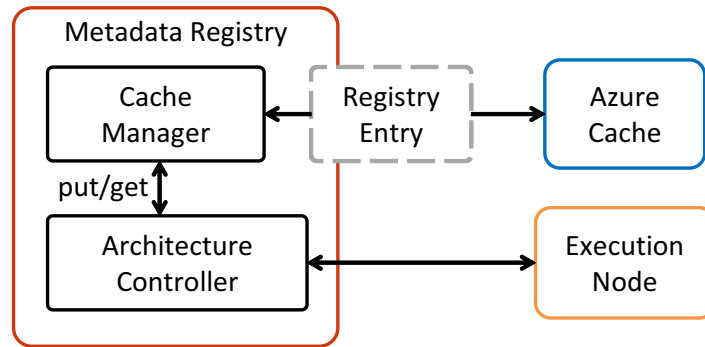 Metadata Registry
Cache
Manager
Registry
Entry
Azure
Cache
put/get
Architecture
Controller
Execution
Node